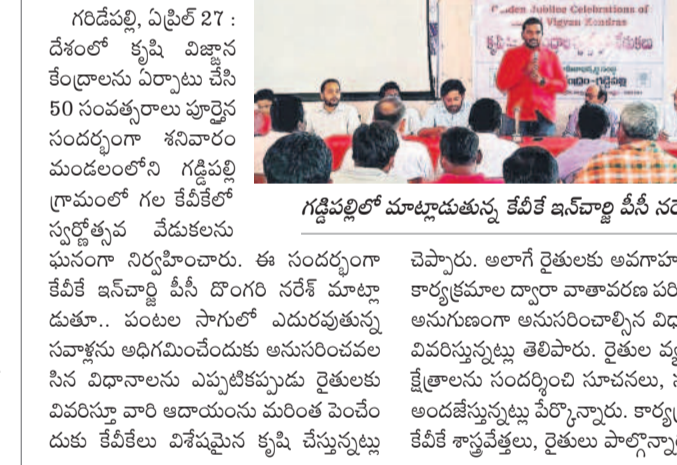 గరిడేపల్లి, ఏప్రిల్ 27 :
దేశంలో కృషి విజ్ఞాన
కేంద్రాలను ఏర్పాటు చేసి
50 సంవత్సరాలు పూర్తైన
సందర్భంగా శనివారం
మండలంలోని గడ్డిపల్లి
గ్రామంలో గల కేవీకేలో
స్వర్ణోత్సవ వేడుకలను
ఘనంగా నిర్వహించారు. ఈ సందర్భంగా
కేవీకే ఇన్‌చార్జి పీసీ దొంగరి నరేశ్ మాట్లా
డుతూ.. పంటల సాగులో ఎదురవుతున్న
సవాళ్లను అధిగమించేందుకు అనుసరించవల
సిన విధానాలను ఎప్పటికప్పుడు రైతులకు
వివరిస్తూ వారి ఆదాయంను మరింత పెంచేం
దుకు కేవీకేలు విశేషమైన కృషి చేస్తున్నట్లు
Golden Jubilee Celebrations of
Vigyan Kendras
గడ్డిపల్లిలో మాట్లాడుతున్న కేవీకే ఇన్‌చార్జి పీసీ
చెప్పారు. అలాగే రైతులకు
కార్యక్రమాల ద్వారా వాతావరణ
అనుగుణంగా అనుసరించాల్సిన
వివరిస్తున్నట్లు తెలిపారు. రైతుల
క్షేత్రాలను సందర్శించి సూచనలు,
అందజేస్తున్నట్లు పేర్కొన్నారు.
కేవీకే శాస్త్రవేత్తలు, రైతులు